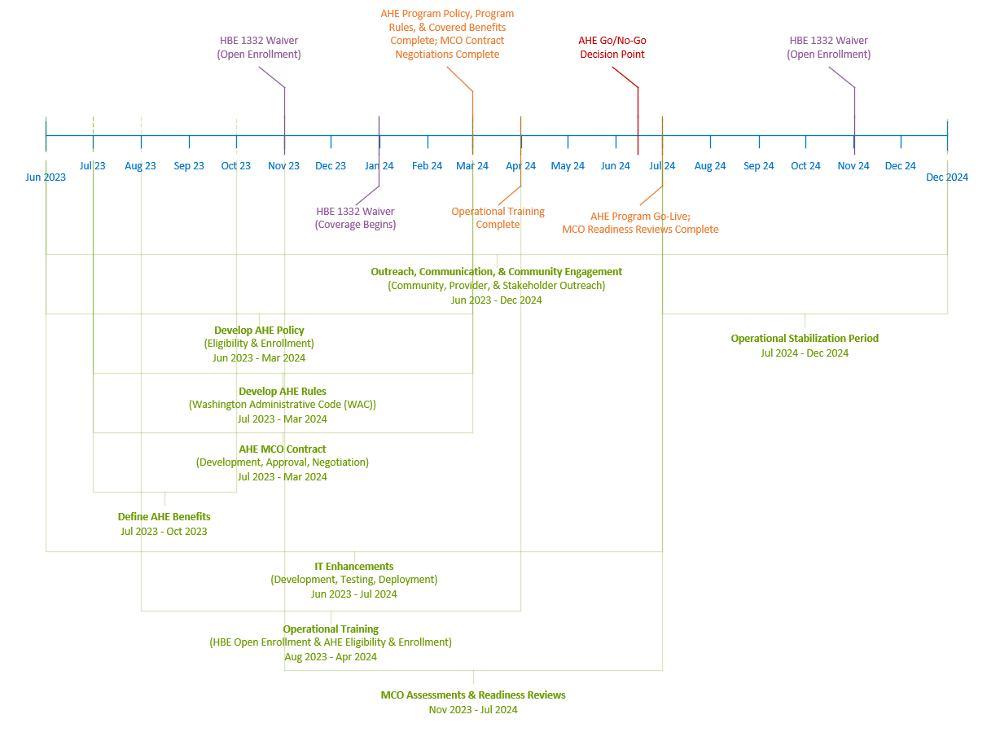 HBE 1332 Waiver
(Open Enrollment)
AHE Program Policy, Program
Rules, & Covered Benefits
Complete; MCO Contract
Negotiations Complete
AHE Go/No-Go
Decision Point
HBE 1332 Waiver
(Open Enrollment)
Jun 2023
Jul 23
Aug 23
Sep 23
Oct 23
Nov 23
Dec 23
Jan 24
Feb 24
Mar 24
Apr 24
May 24
Jun 24
Jul 24
Aug 24
Sep 24
Oct 24
Nov 24
Dec 24
Dec 2024
HBE 1332 Waiver
(Coverage Begins)
Operational Training
Complete
AHE Program Go-Live;
MCO Readiness Reviews Complete
Outreach, Communication, & Community Engagement
(Community, Provider, & Stakeholder Outreach)
Jun 2023 - Dec 2024
Develop AHE Policy
(Eligibility & Enrollment)
Jun 2023 - Mar 2024
Operational Stabilization Period
Jul 2024 - Dec 2024
Develop AHE Rules
(Washington Administrative Code (WAC))
Jul 2023 - Mar 2024
AHE MCO Contract
(Development, Approval, Negotiation)
Jul 2023 - Mar 2024
Define AHE Benefits
Jul 2023 - Oct 2023
IT Enhancements
(Development, Testing, Deployment)
Jun 2023 - Jul 2024
Operational Training
(HBE Open Enrollment & AHE Eligibility & Enrollment)
Aug 2023 - Apr 2024
MCO Assessments & Readiness Reviews
Nov 2023 - Jul 2024